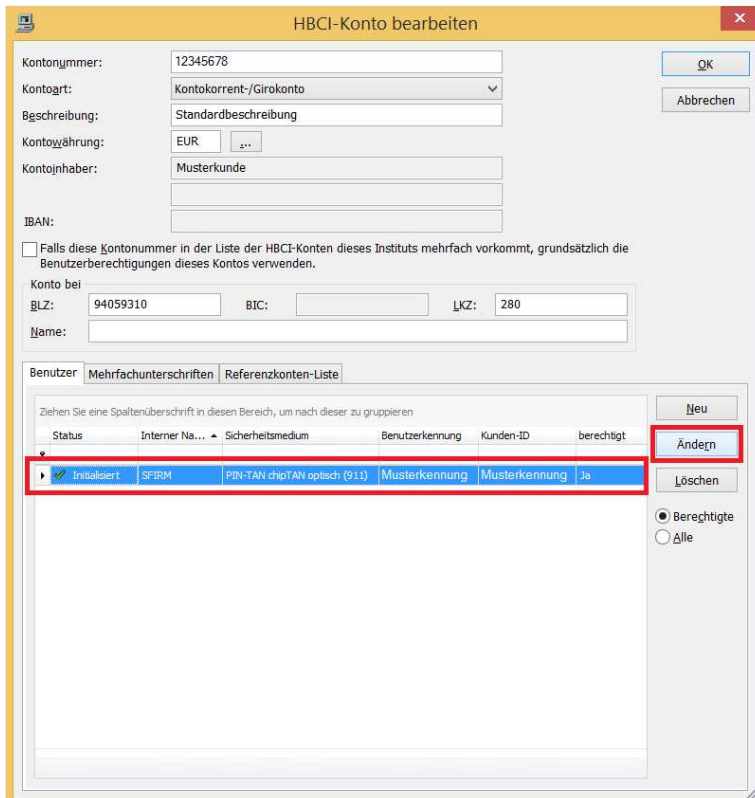 HBCI-Konto bearbeiten
Kontonummer: 12345678
OK
Kontoart: Kontokorrent-/Girokonto
Abbrechen
Beschreibung: Standardbeschreibung
Kontowährung: EUR ...
Kontoinhaber: Musterkunde
IBAN:
Falls diese Kontonummer in der Liste der HBCI-Konten dieses Instituts mehrfach vorkommt, grundsätzlich die
Benutzerberechtigungen dieses Kontos verwenden.
Konto bei
BLZ: 94059310 BIC: LKZ: 280
Name:
Benutzer Mehrfachunterschriften Referenzkonten-Liste
Ziehen Sie eine Spaltenüberschrift in diesen Bereich, um nach dieser zu gruppieren
Neu
Status Interner Na... Sicherheitsmedium Benutzerkennung Kunden-ID berechtigt
Ändern
Initialisiert SFIRM PIN-TAN chipTAN optisch (911) Musterkennung Musterkennung Ja
Löschen
Berechtigte
Alle